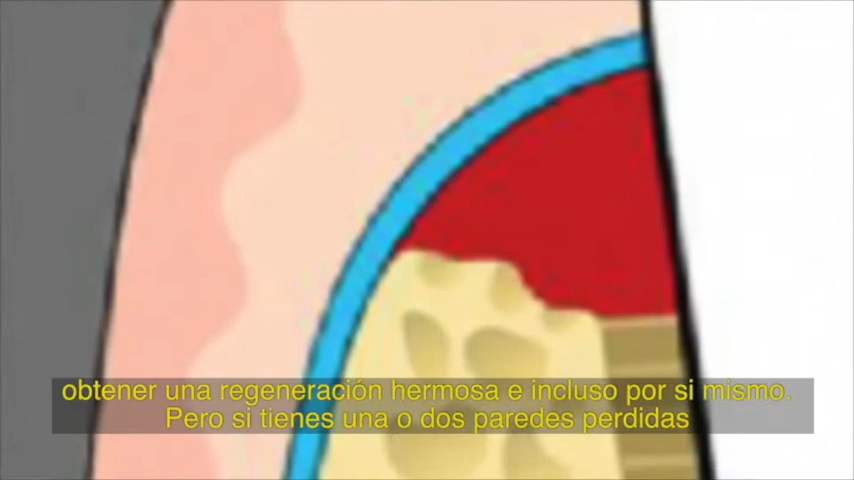 obtener una regeneración hermosa e incluso por si mismo.
Pero si tienes una o dos paredes perdidas